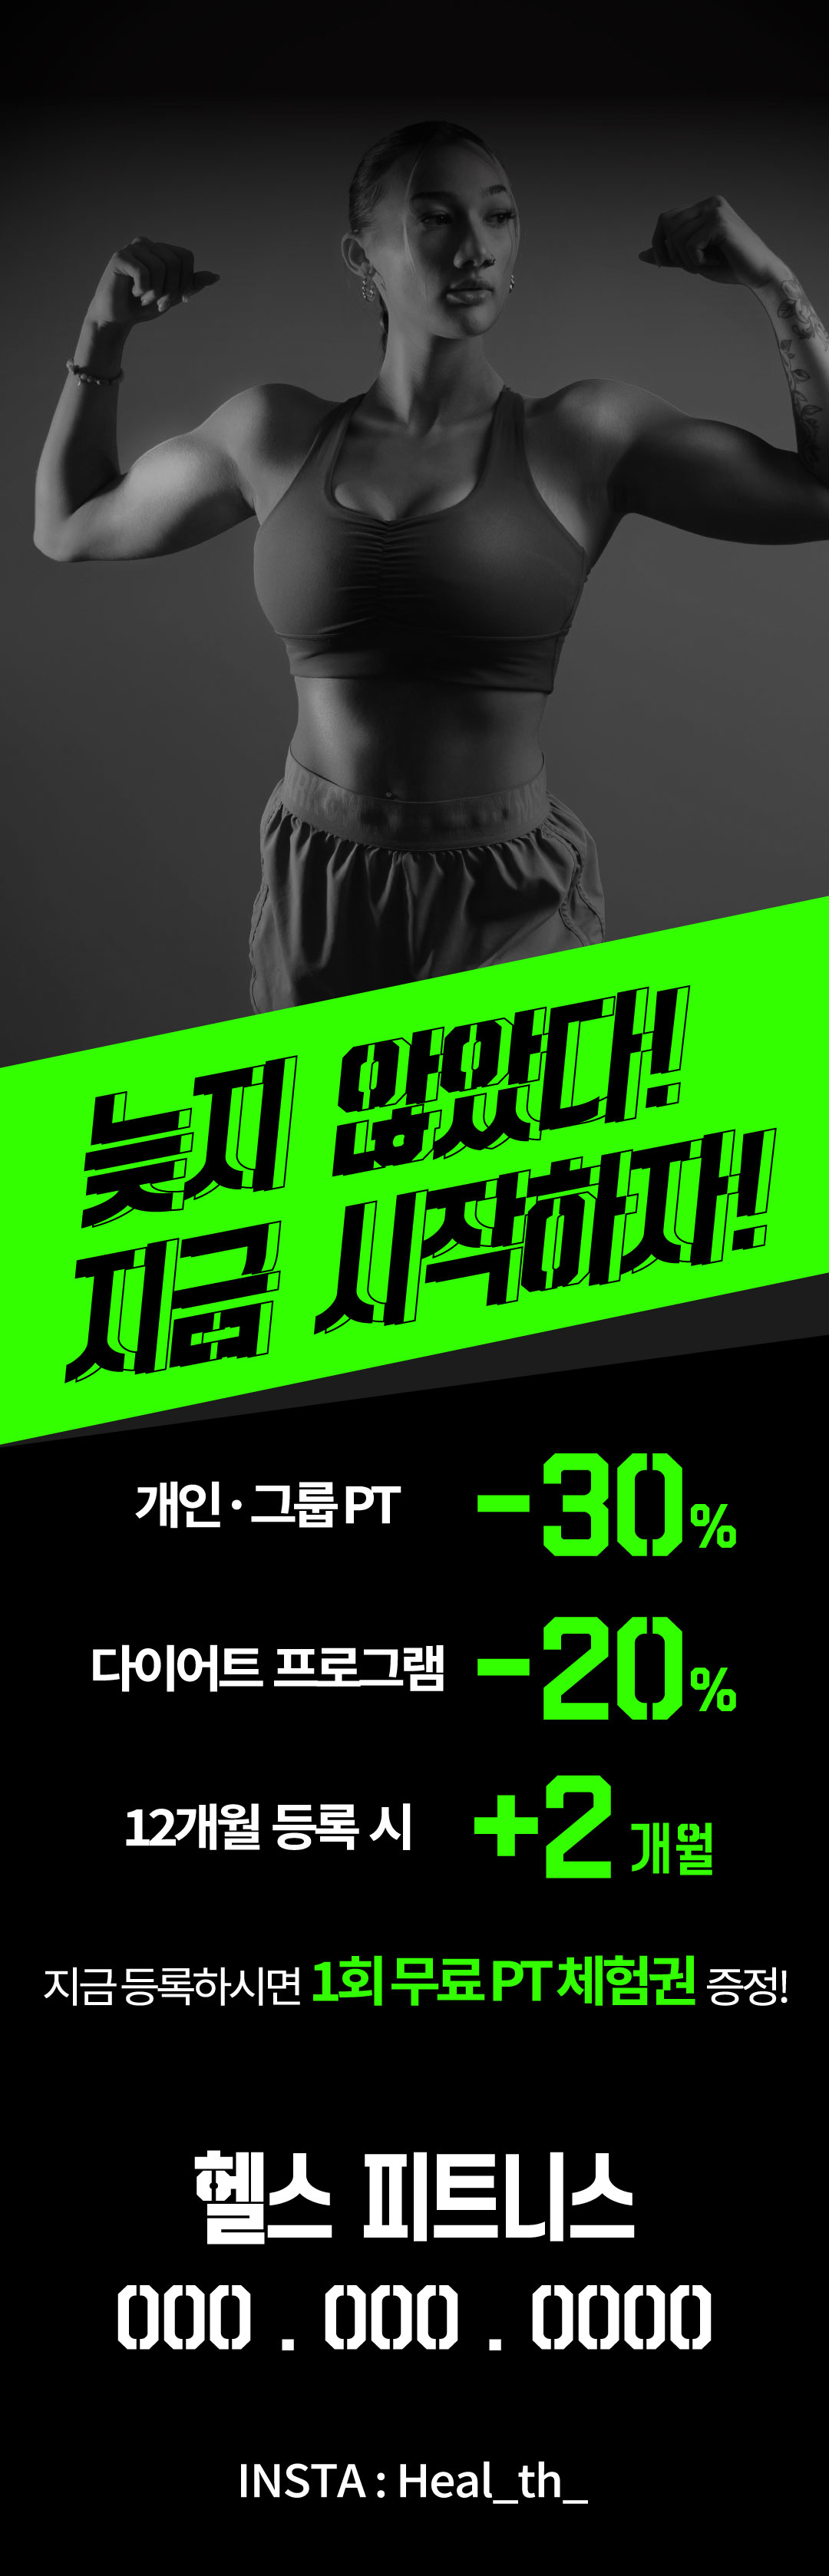 늦지 않았다!
지금 시작하자!
개인·그룹 PT -30%
다이어트 프로그램 -20%
12개월 등록 시 +2 개월
지금 등록하시면 1회 무료 PT 체험권 증정!
헬스 피트니스
000 . 000 . 0000
INSTA : Heal_th_